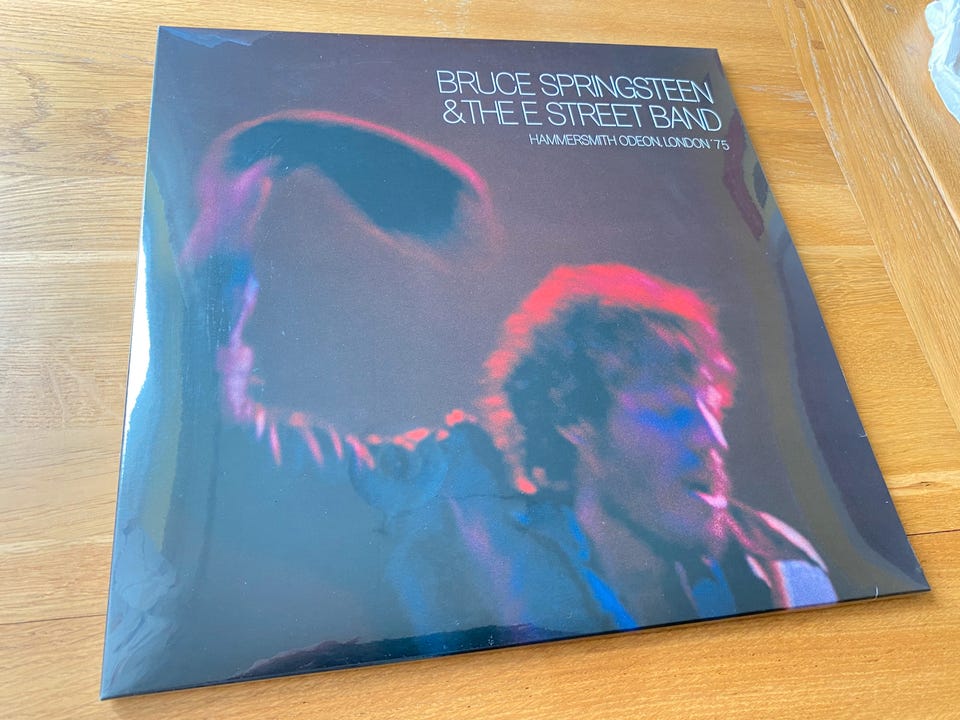 BRUCE SPRINGSTEEN
& THE E STREET BAND
HAMMERSMITH ODEON, LONDON '75